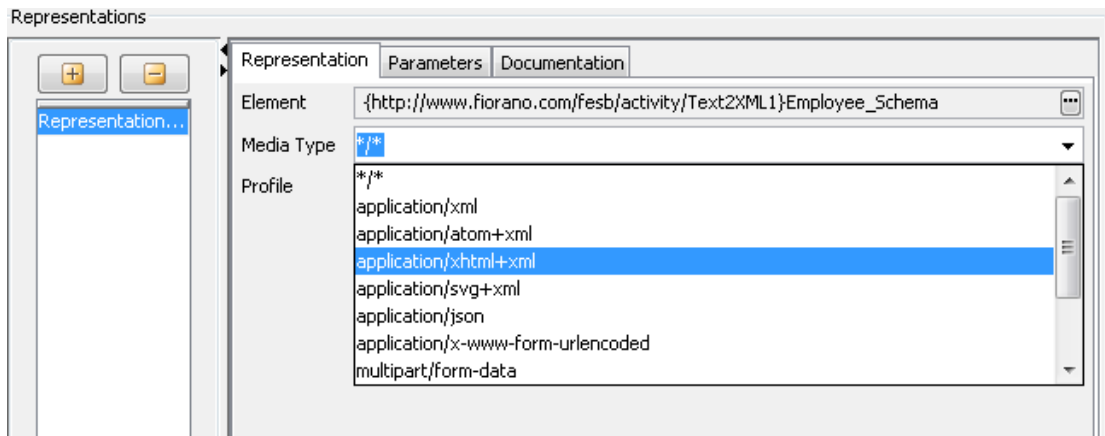 Representations
Representation Parameters Documentation
Representation...
Element {http://www.fiorano.com/fesb/activity/Text2XML1}Employee_Schema
Media Type */*
Profile
*/*
application/xml
application/atom+xml
application/xhtml+xml
application/svg+xml
application/json
application/x-www-form-urlencoded
multipart/form-data